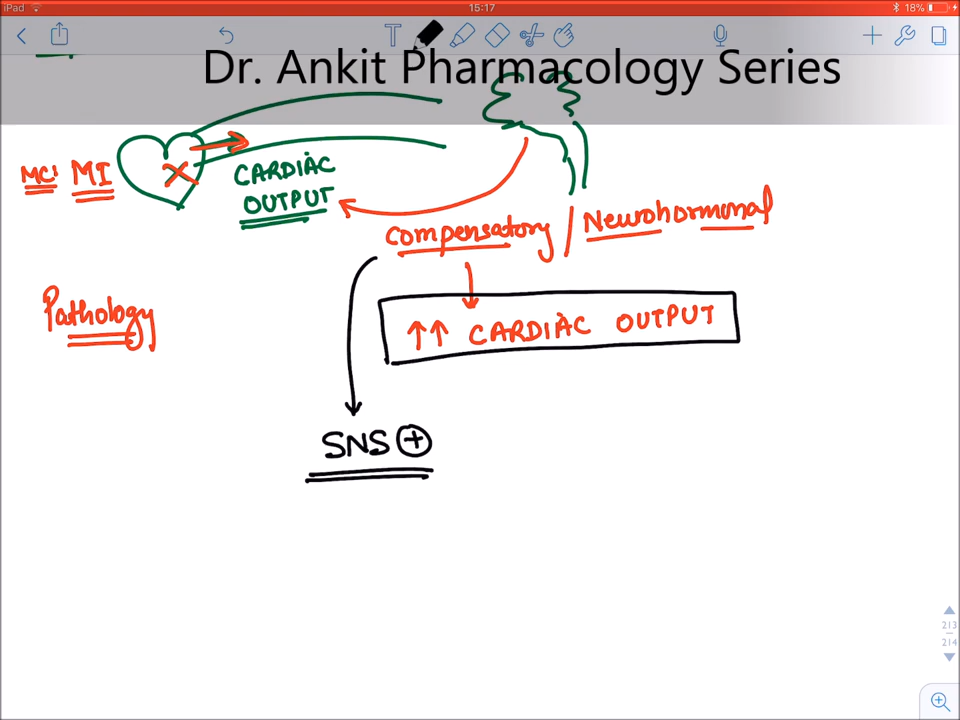 iPad 15:17 18%
T
Dr. Ankit Pharmacology Series
MC! MI
CARDIAC
OUTPUT
Compensatory / Neurohormonal
Pathology
↑↑ CARDIAC OUTPUT
SNS +
213
214